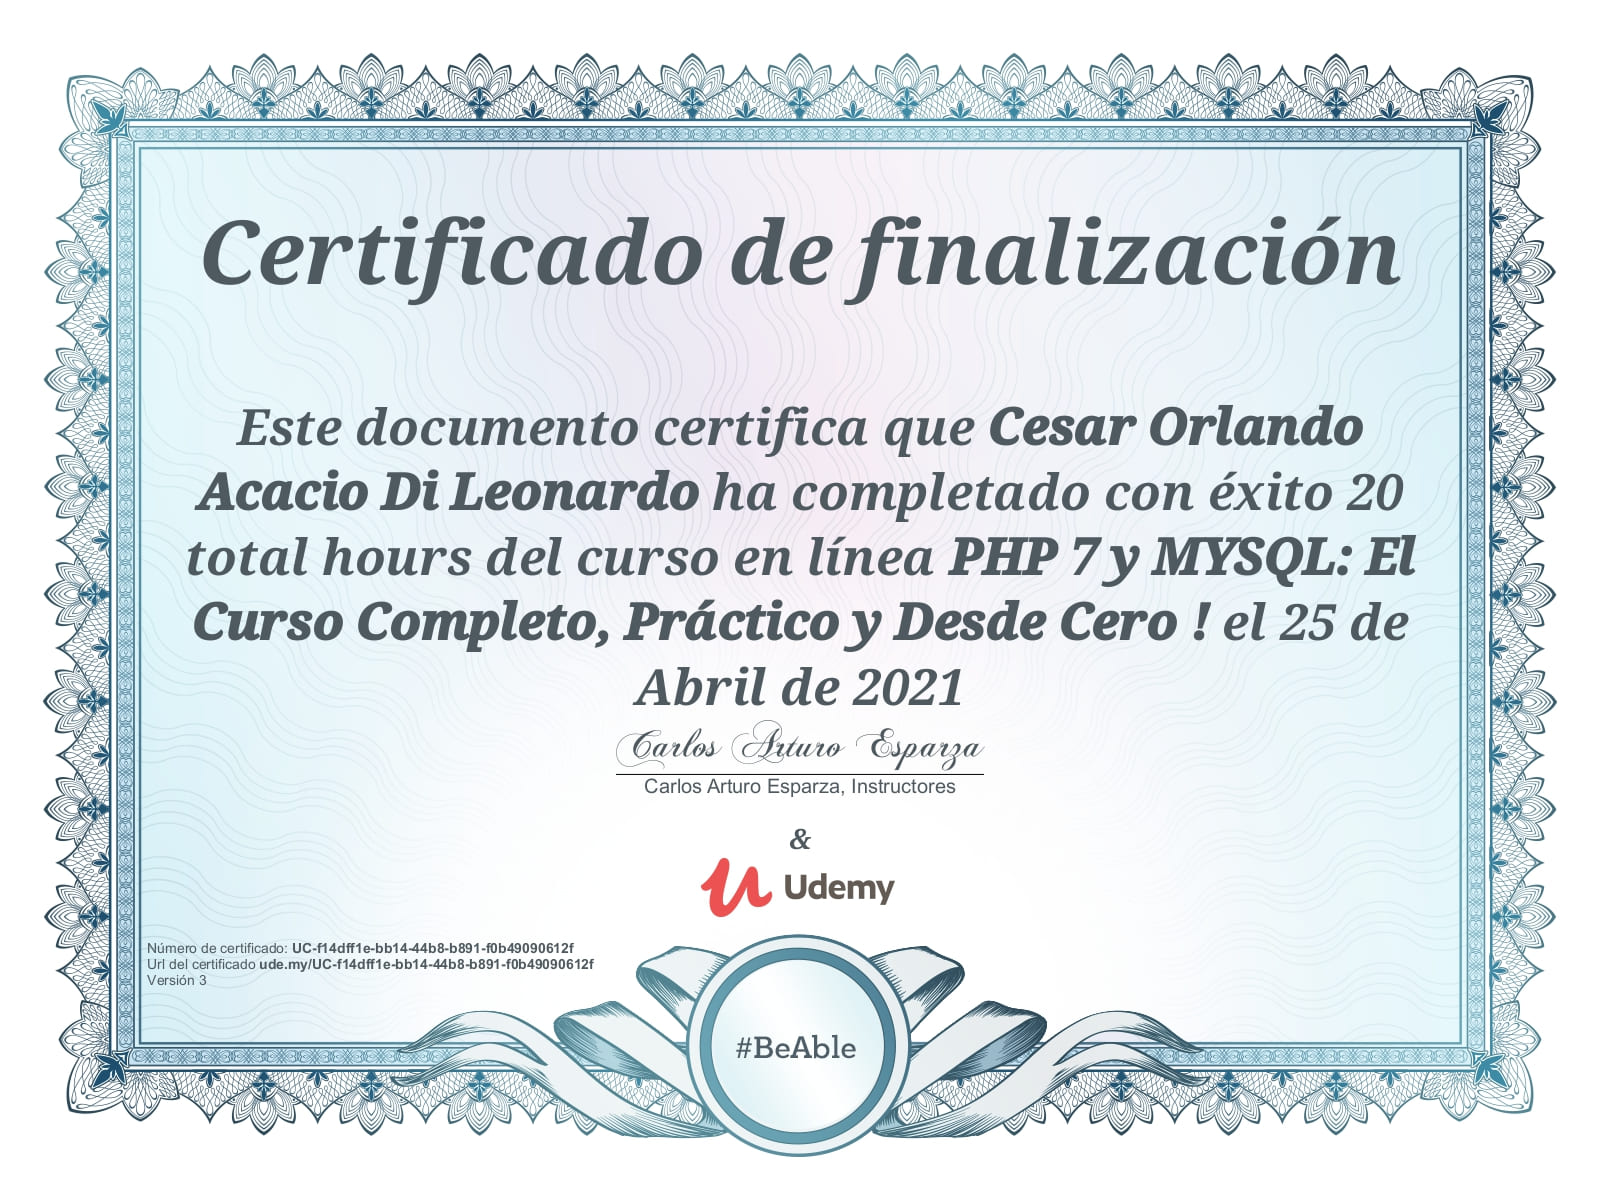 Certificado de finalización
Este documento certifica que Cesar Orlando
Acacio Di Leonardo ha completado con éxito 20
total hours del curso en línea PHP 7 y MYSQL: El
Curso Completo, Práctico y Desde Cero ! el 25 de
Abril de 2021
Carlos Arturo Esparza
Carlos Arturo Esparza, Instructores
&
Udemy
Número de certificado: UC-f14dff1e-bb14-44b8-b891-f0b49090612f
Url del certificado ude.my/UC-f14dff1e-bb14-44b8-b891-f0b49090612f
Versión 3
#BeAble